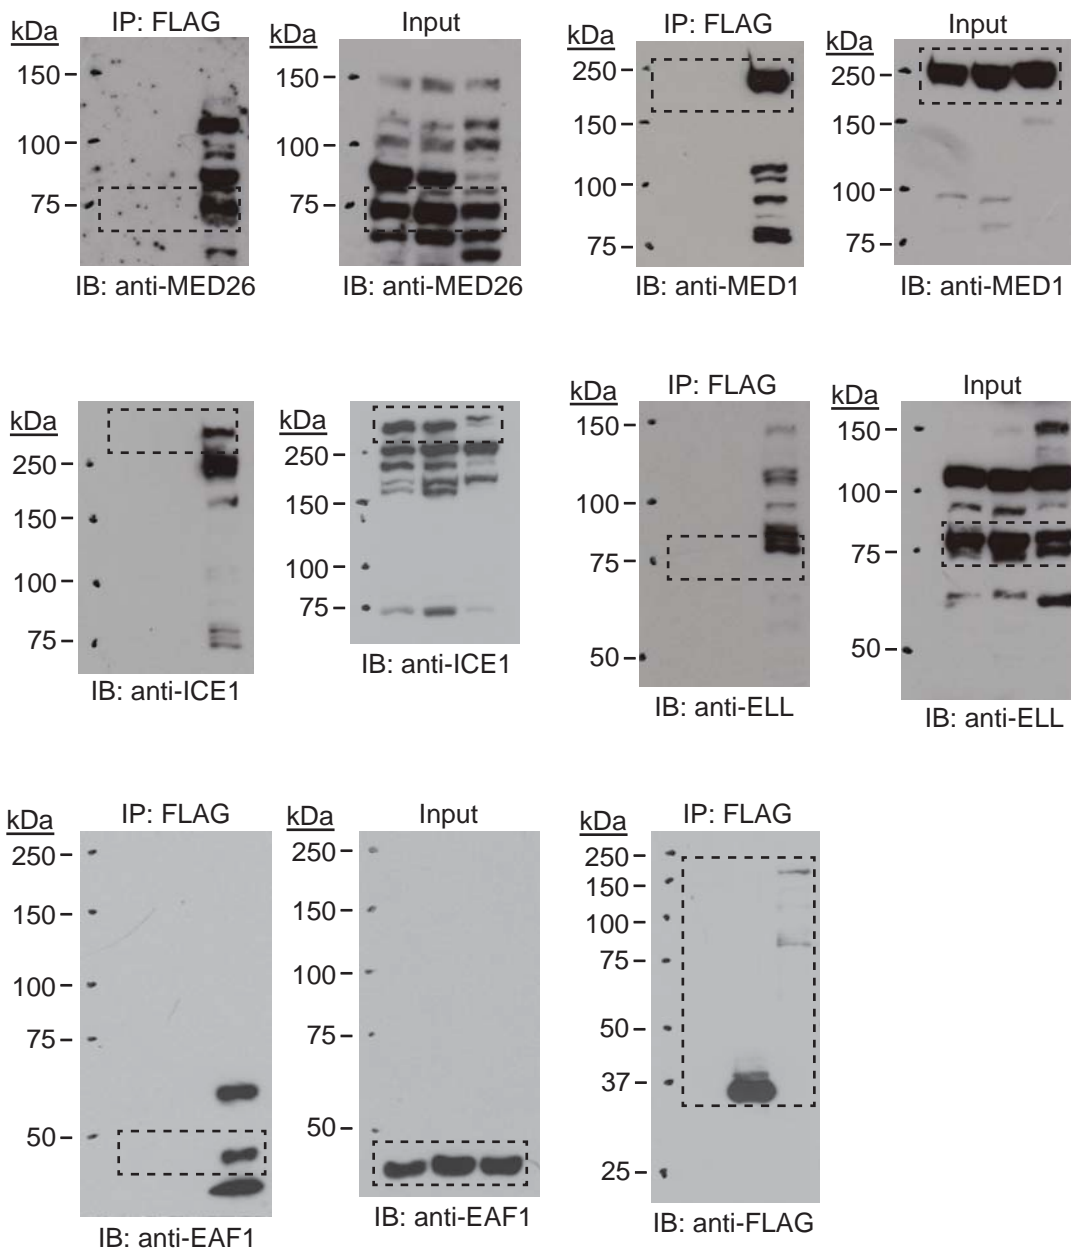 kDa
IP: FLAG
150
100
75
IB: anti-MED26
kDa
Input
150
100
75
IB: anti-MED26
kDa
IP: FLAG
250
150
100
75
IB: anti-MED1
kDa
Input
250
150
100
75
IB: anti-MED1
kDa
250
150
100
75
IB: anti-ICE1
kDa
250
150
100
75
IB: anti-ICE1
kDa
IP: FLAG
150
100
75
50
IB: anti-ELL
kDa
Input
150
100
75
50
IB: anti-ELL
kDa
IP: FLAG
250
150
100
75
50
IB: anti-EAF1
kDa
Input
250
150
100
75
50
IB: anti-EAF1
kDa
IP: FLAG
250
150
100
75
50
37
25
IB: anti-FLAG